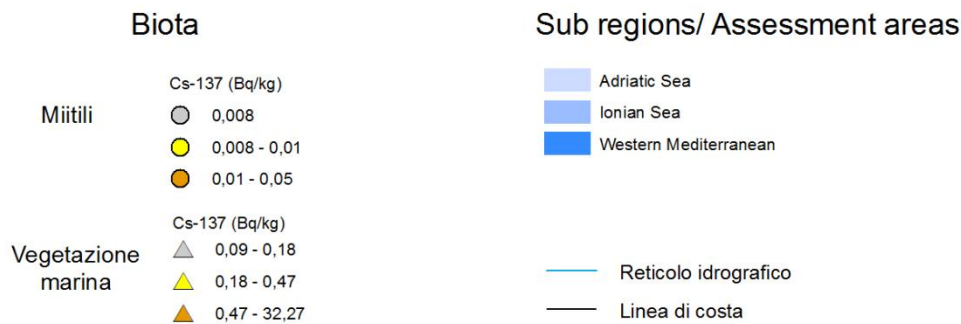 Biota
Miitili
Cs-137 (Bq/kg)
0,008
0,008 - 0,01
0,01 - 0,05
Vegetazione
marina
Cs-137 (Bq/kg)
0,09 - 0,18
0,18 - 0,47
0,47 - 32,27
Sub regions/ Assessment areas
Adriatic Sea
Ionian Sea
Western Mediterranean
Reticolo idrografico
Linea di costa